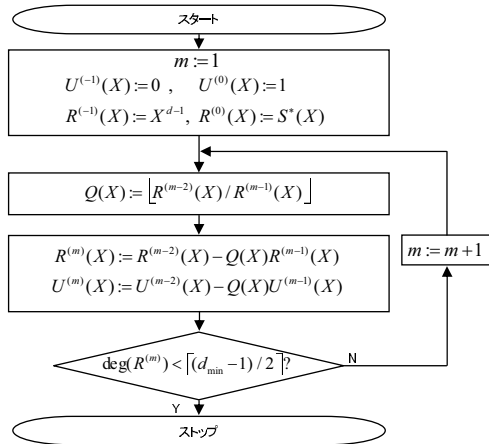 スタート
m:=1
U^{(-1)}(X):=0 , U^{(0)}(X):=1
R^{(-1)}(X):=X^{d-1}, R^{(0)}(X):=S^*(X)
Q(X):=⌊R^{(m-2)}(X)/R^{(m-1)}(X)⌋
R^{(m)}(X):=R^{(m-2)}(X)−Q(X)R^{(m-1)}(X)
U^{(m)}(X):=U^{(m-2)}(X)−Q(X)U^{(m-1)}(X)
m:=m+1
deg(R^{(m)})<⌈(d_{min}−1)/2⌉?
N
Y
ストップ